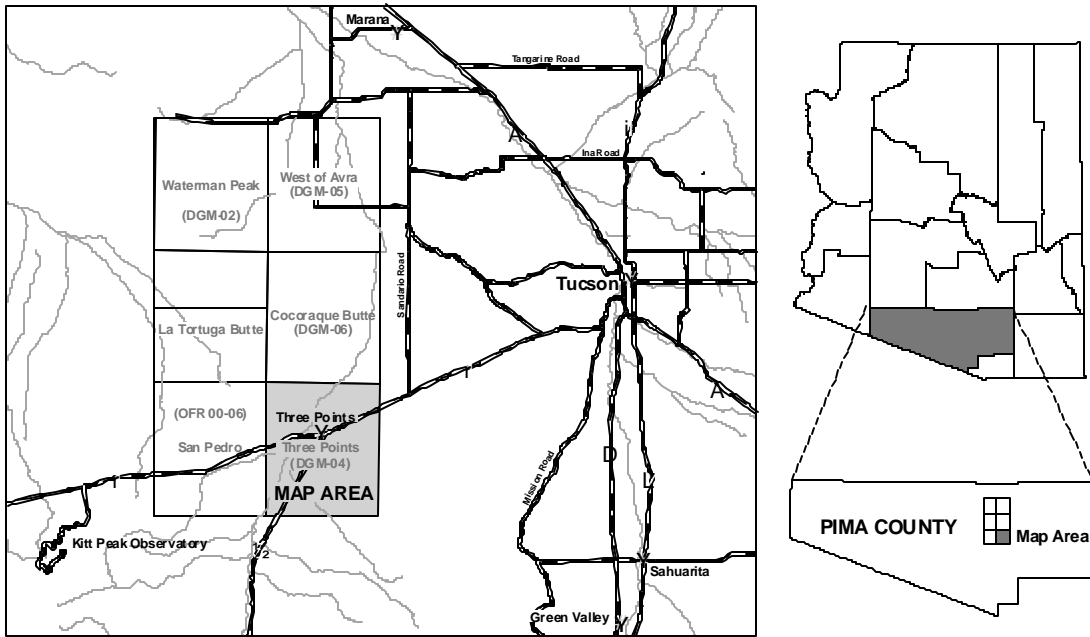 Marana
Y
Tangarine Road
A
i
Ina Road
West of Avra
(DGM-05)
Waterman Peak
(DGM-02)
Sandario Road
Tucson
Y
Cocoraque Butte
(DGM-06)
La Tortuga Butte
I
A
(OFR 00-06)
San Pedro
Three Points
Y
Three Points
(DGM-04)
MAP AREA
D
L
I
Mission Road
Kitt Peak Observatory
2
Y
Sahuarita
Green Valley
Y
PIMA COUNTY
Map Area